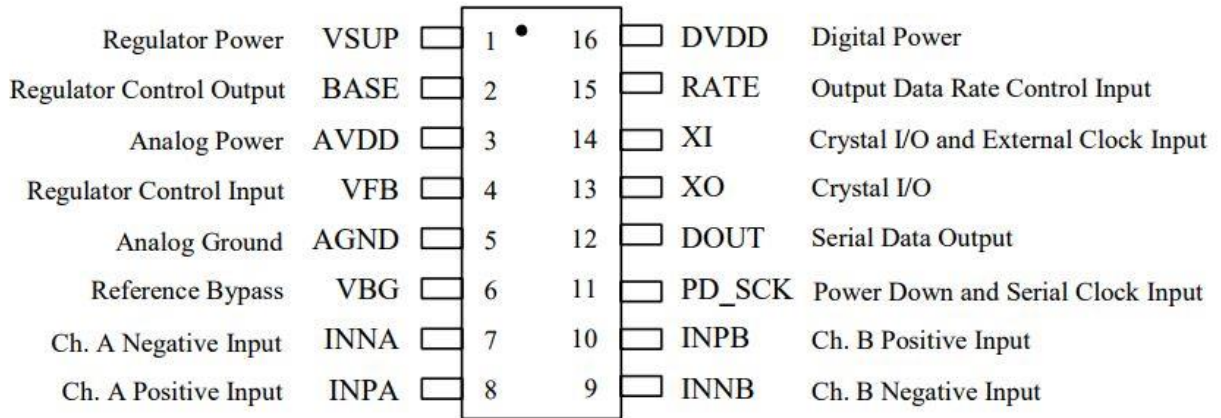 Regulator Power VSUP 1 16 DVDD Digital Power
Regulator Control Output BASE 2 15 RATE Output Data Rate Control Input
Analog Power AVDD 3 14 XI Crystal I/O and External Clock Input
Regulator Control Input VFB 4 13 XO Crystal I/O
Analog Ground AGND 5 12 DOUT Serial Data Output
Reference Bypass VBG 6 11 PD_SCK Power Down and Serial Clock Input
Ch. A Negative Input INNA 7 10 INPB Ch. B Positive Input
Ch. A Positive Input INPA 8 9 INNB Ch. B Negative Input